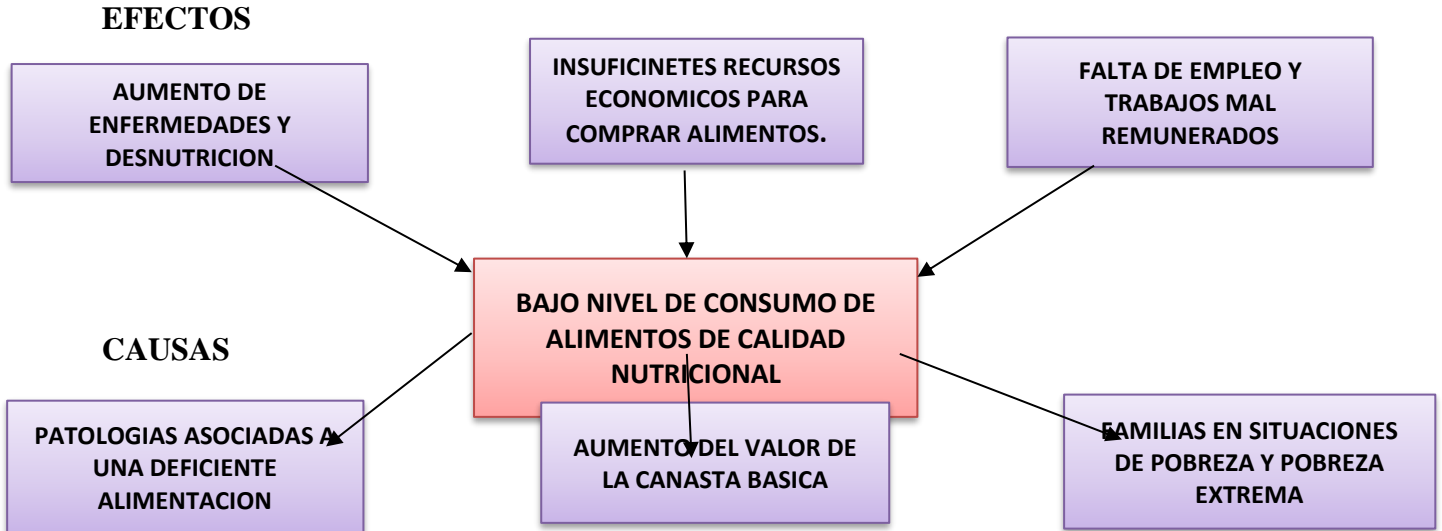 EFECTOS
AUMENTO DE
ENFERMEDADES Y
DESNUTRICION
INSUFICINETES RECURSOS
ECONOMICOS PARA
COMPRAR ALIMENTOS.
FALTA DE EMPLEO Y
TRABAJOS MAL
REMUNERADOS
BAJO NIVEL DE CONSUMO DE
ALIMENTOS DE CALIDAD
NUTRICIONAL
CAUSAS
PATOLOGIAS ASOCIADAS A
UNA DEFICIENTE
ALIMENTACION
AUMENTO DEL VALOR DE
LA CANASTA BASICA
FAMILIAS EN SITUACIONES
DE POBREZA Y POBREZA
EXTREMA